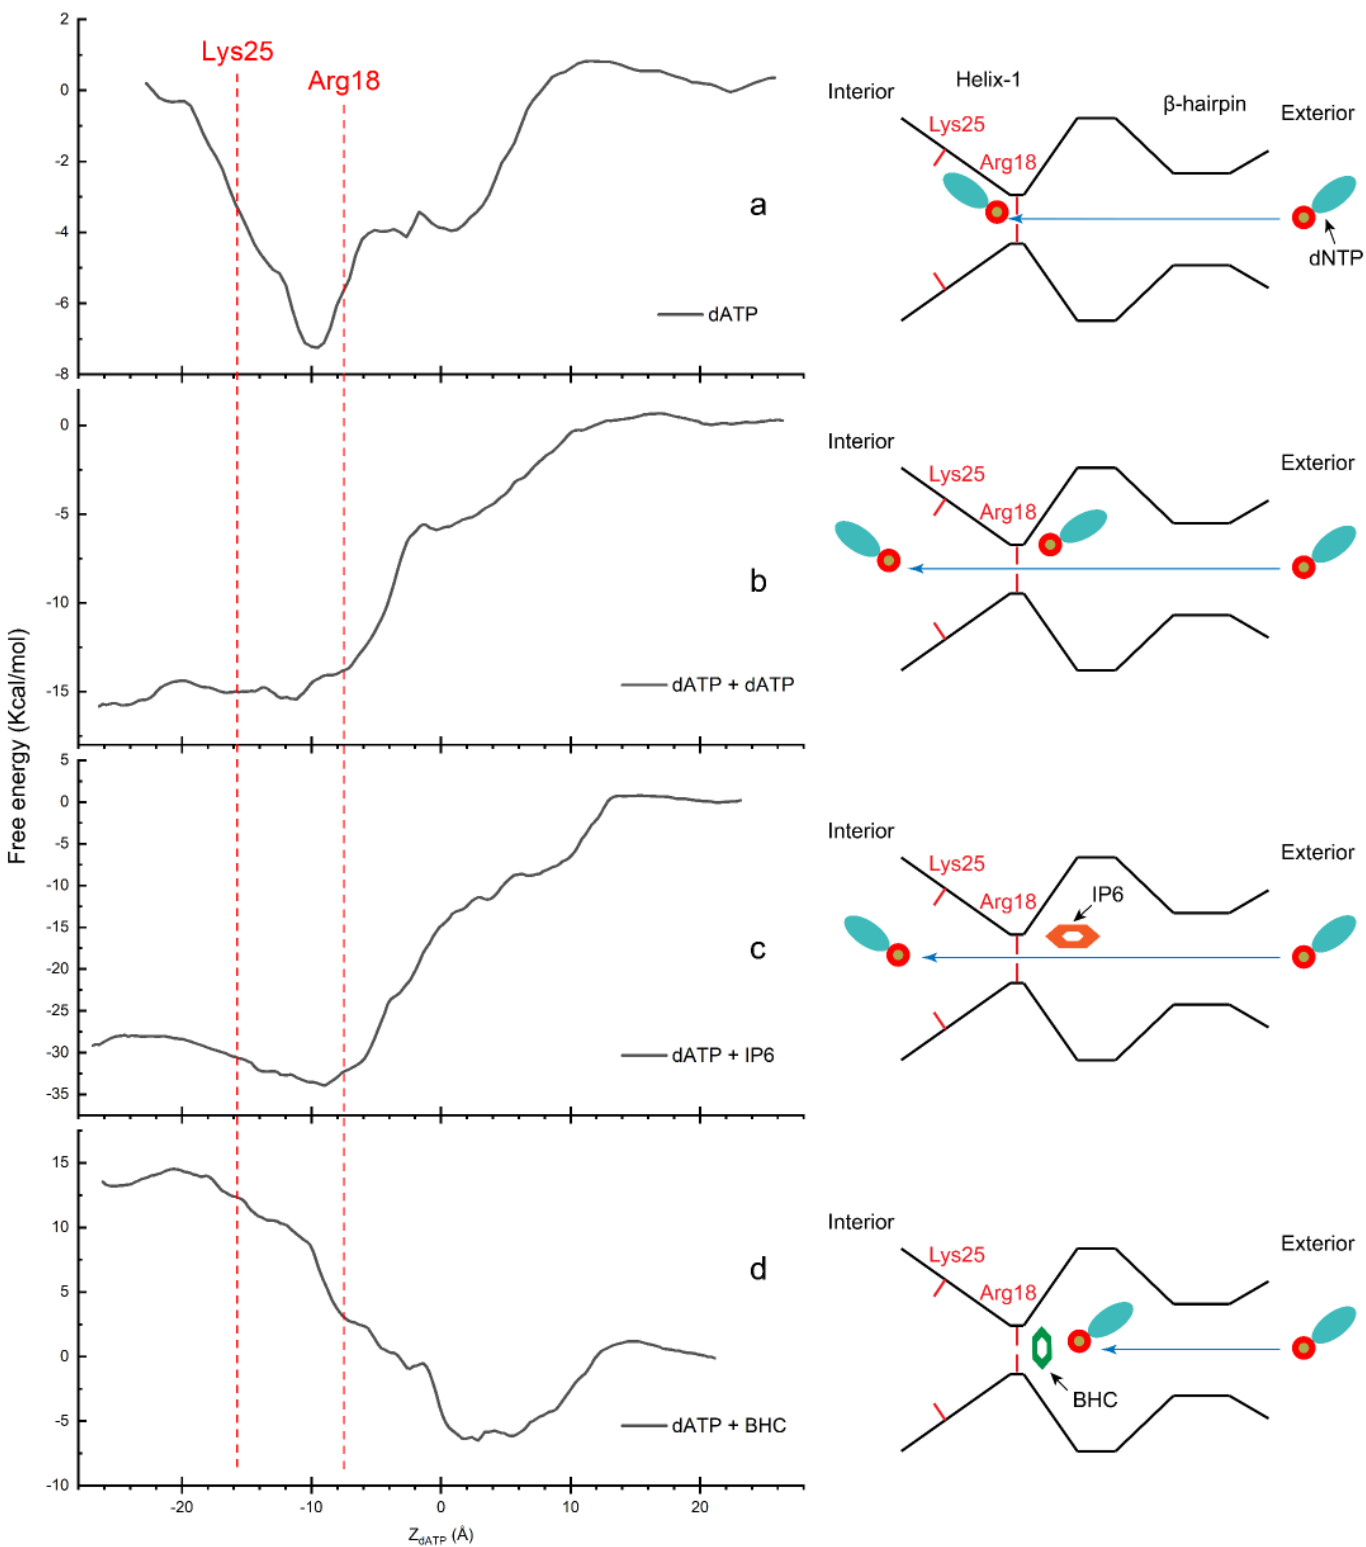 Free energy (Kcal/mol)
2
0
-2
-4
-6
-8
Lys25
Arg18
a
dATP
Interior
Helix-1
β-hairpin
Exterior
Lys25
Arg18
dNTP
0
-5
-10
-15
b
dATP + dATP
Interior
Exterior
Lys25
Arg18
5
0
-5
-10
-15
-20
-25
-30
-35
c
dATP + IP6
Interior
Exterior
Lys25
Arg18
IP6
15
10
5
0
-5
-10
d
dATP + BHC
-20
-10
0
10
20
Z_dATP (Å)
Interior
Exterior
Lys25
Arg18
BHC